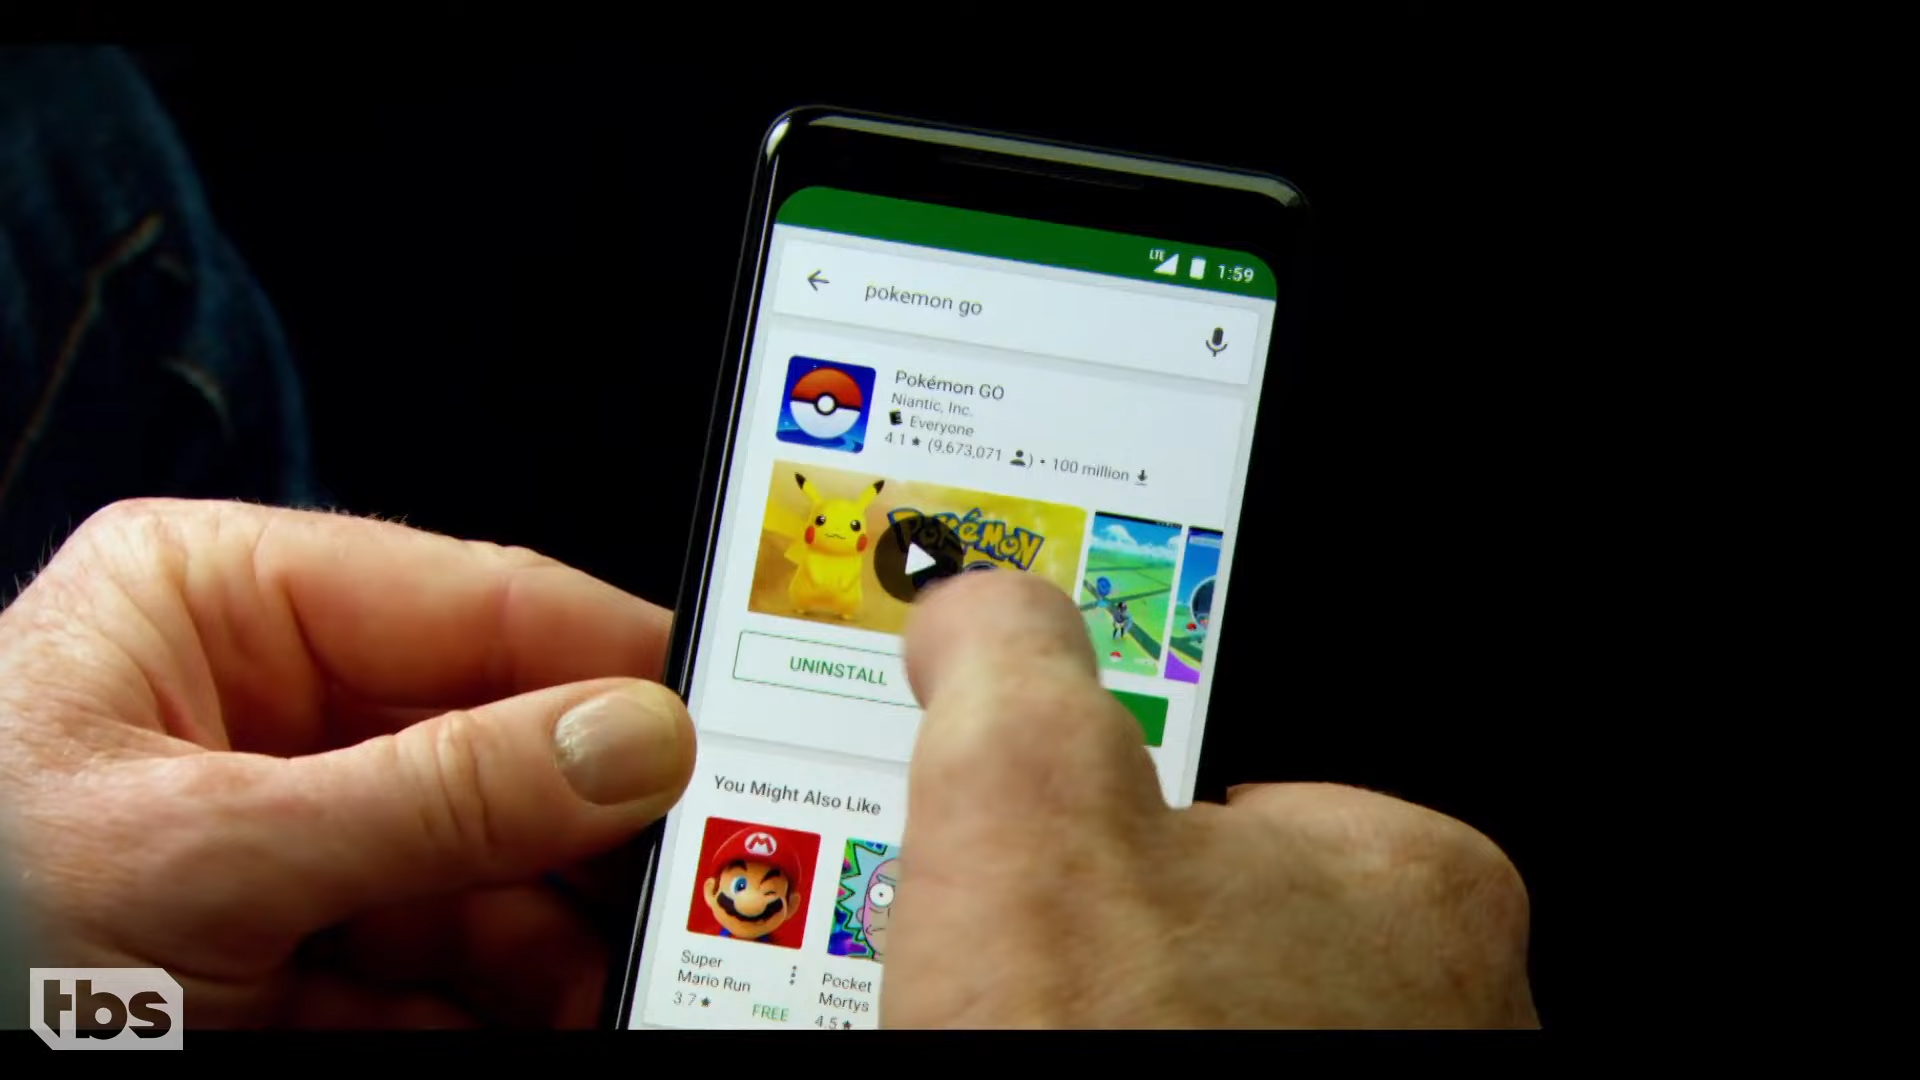 LTE 1:59
pokemon go
Pokémon GO
Niantic, Inc.
Everyone
4.1 ★ (9,673,071 ) • 100 million
POKÉMON
UNINSTALL
You Might Also Like
Super
Mario Run
3.7 ★
FREE
Pocket
Mortys
4.5 ★
tbs